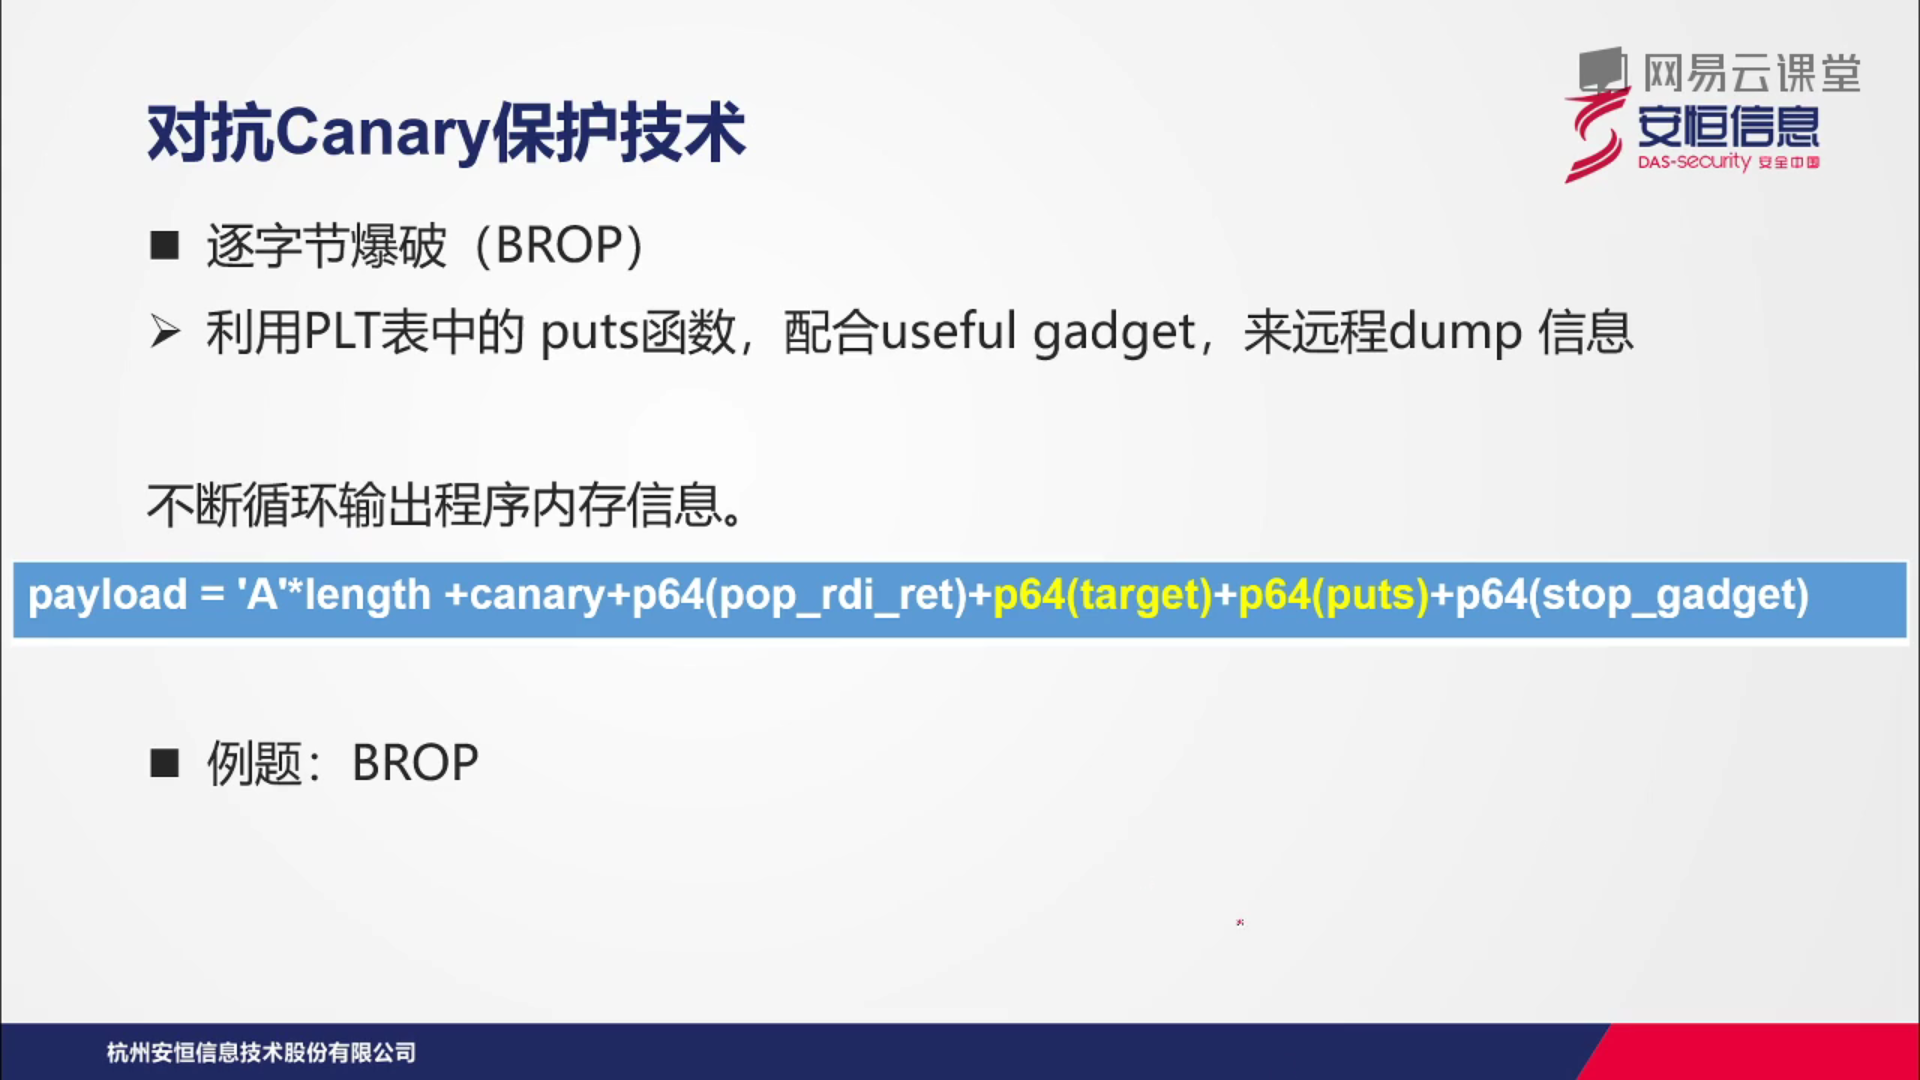 网易云课堂
安恒信息
DAS-security 安全中国
对抗Canary保护技术
逐字节爆破（BROP）
利用PLT表中的 puts函数，配合useful gadget，来远程dump 信息
不断循环输出程序内存信息。
payload = 'A'*length +canary+p64(pop_rdi_ret)+p64(target)+p64(puts)+p64(stop_gadget)
例题：BROP
杭州安恒信息技术股份有限公司